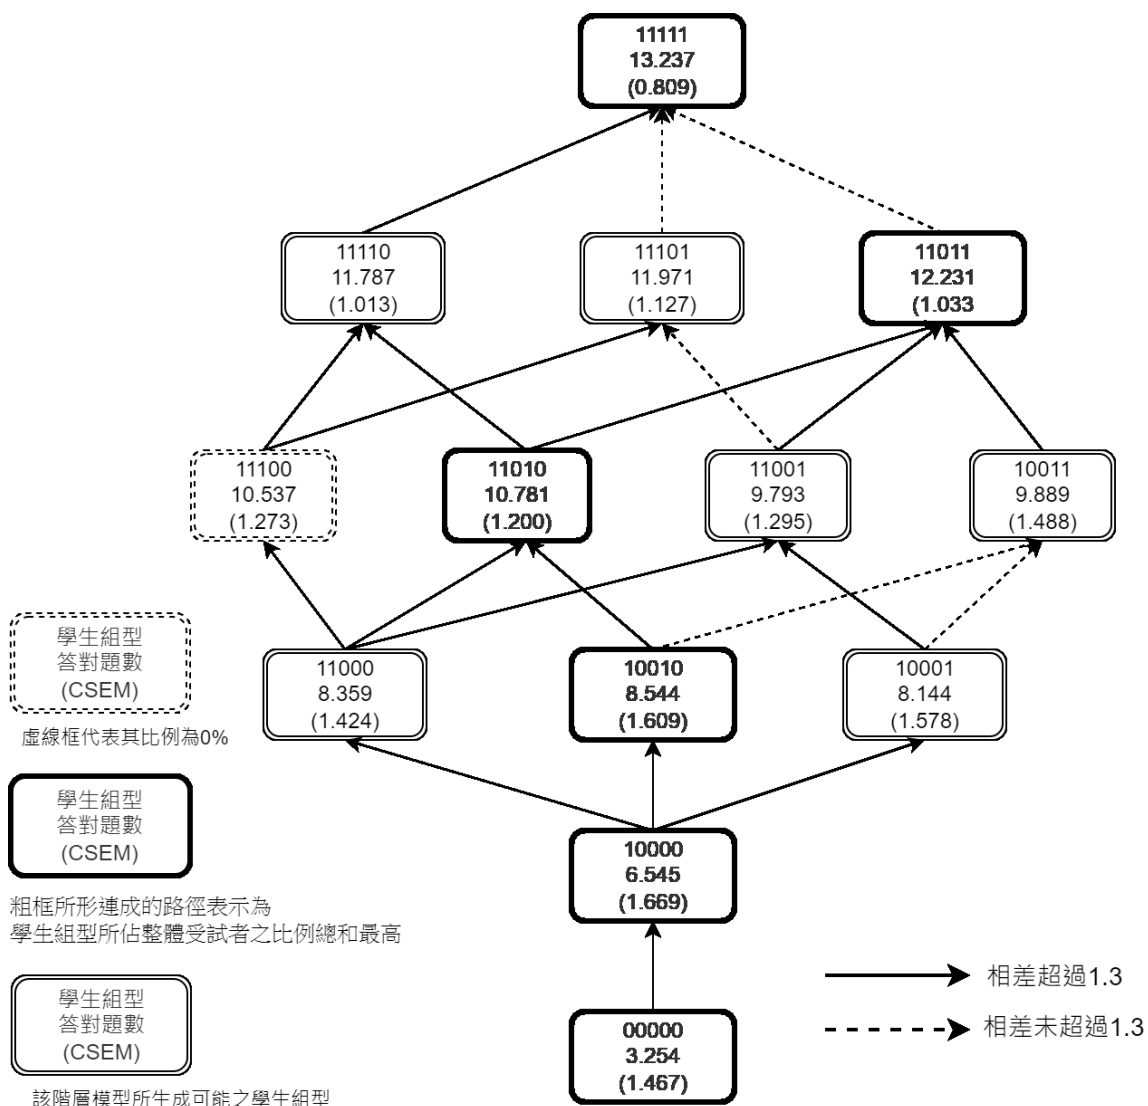 11111
13.237
(0.809)
11110
11.787
(1.013)
11101
11.971
(1.127)
11011
12.231
(1.033
11100
10.537
(1.273)
11010
10.781
(1.200)
11001
9.793
(1.295)
10011
9.889
(1.488)
11000
8.359
(1.424)
10010
8.544
(1.609)
10001
8.144
(1.578)
10000
6.545
(1.669)
00000
3.254
(1.467)
學生組型
答對題數
(CSEM)
虛線框代表其比例為0%
學生組型
答對題數
(CSEM)
粗框所形連成的路徑表示為
學生組型所佔整體受試者之比例總和最高
學生組型
答對題數
(CSEM)
該階層模型所生成可能之學生組型
相差超過1.3
相差未超過1.3